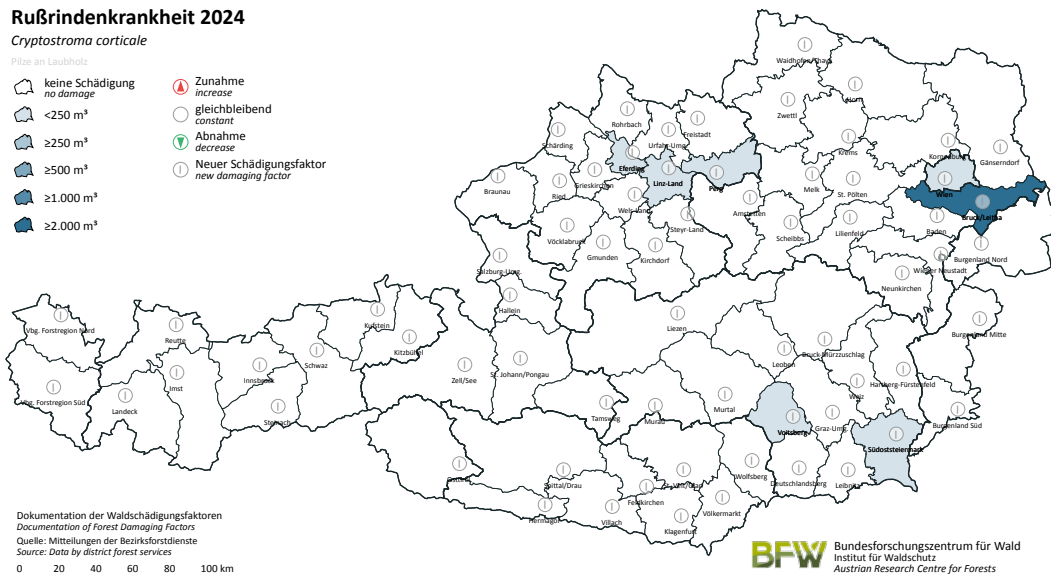 Rußrindenkrankheit 2024
Cryptostroma corticale
Pilze an Laubholz
keine Schädigung
no damage
<250 m³
≥250 m³
≥500 m³
≥1.000 m³
≥2.000 m³
Zunahme
increase
gleichbleibend
constant
Abnahme
decrease
Neuer Schädigungsfaktor
new damaging factor
Waidhofen/Thaya
Horn
Zwettl
Rohrbach
Urfahr-Umg.
Freistadt
Schärding
Krems
Korneuburg
Gänserndorf
Eferding
Linz-Land
Perg
Grieskirchen
Braunau
Ried
Wels-Land
Melk
St. Pölten
Wien
Amstetten
Bruck/Leitha
Vöcklabruck
Steyr-Land
Scheibbs
Lilienfeld
Baden
Gmunden
Kirchdorf
Burgenland Nord
Salzburg-Umg.
Wiener Neustadt
Neunkirchen
Hallein
Liezen
Burgenland Mitte
Vbg. Forstregion Nord
Reutte
Kufstein
Kitzbühel
Schwaz
Bruck-Mürzzuschlag
Leoben
Zell/See
St. Johann/Pongau
Innsbruck
Imst
Hartberg-Fürstenfeld
Weiz
Vbg. Forstregion Süd
Landeck
Steinach
Tamsweg
Murau
Murtal
Burgenland Süd
Voitsberg
Graz-Umg.
Südoststeiermark
Osttirol
Spittal/Drau
St. Veit/Glan
Wolfsberg
Deutschlandsberg
Leibnitz
Feldkirchen
Hermagor
Villach
Klagenfurt
Völkermarkt
Dokumentation der Waldschädigungsfaktoren
Documentation of Forest Damaging Factors
Quelle: Mitteilungen der Bezirksforstdienste
Source: Data by district forest services
0 20 40 60 80 100 km
BFW
Bundesforschungszentrum für Wald
Institut für Waldschutz
Austrian Research Centre for Forests